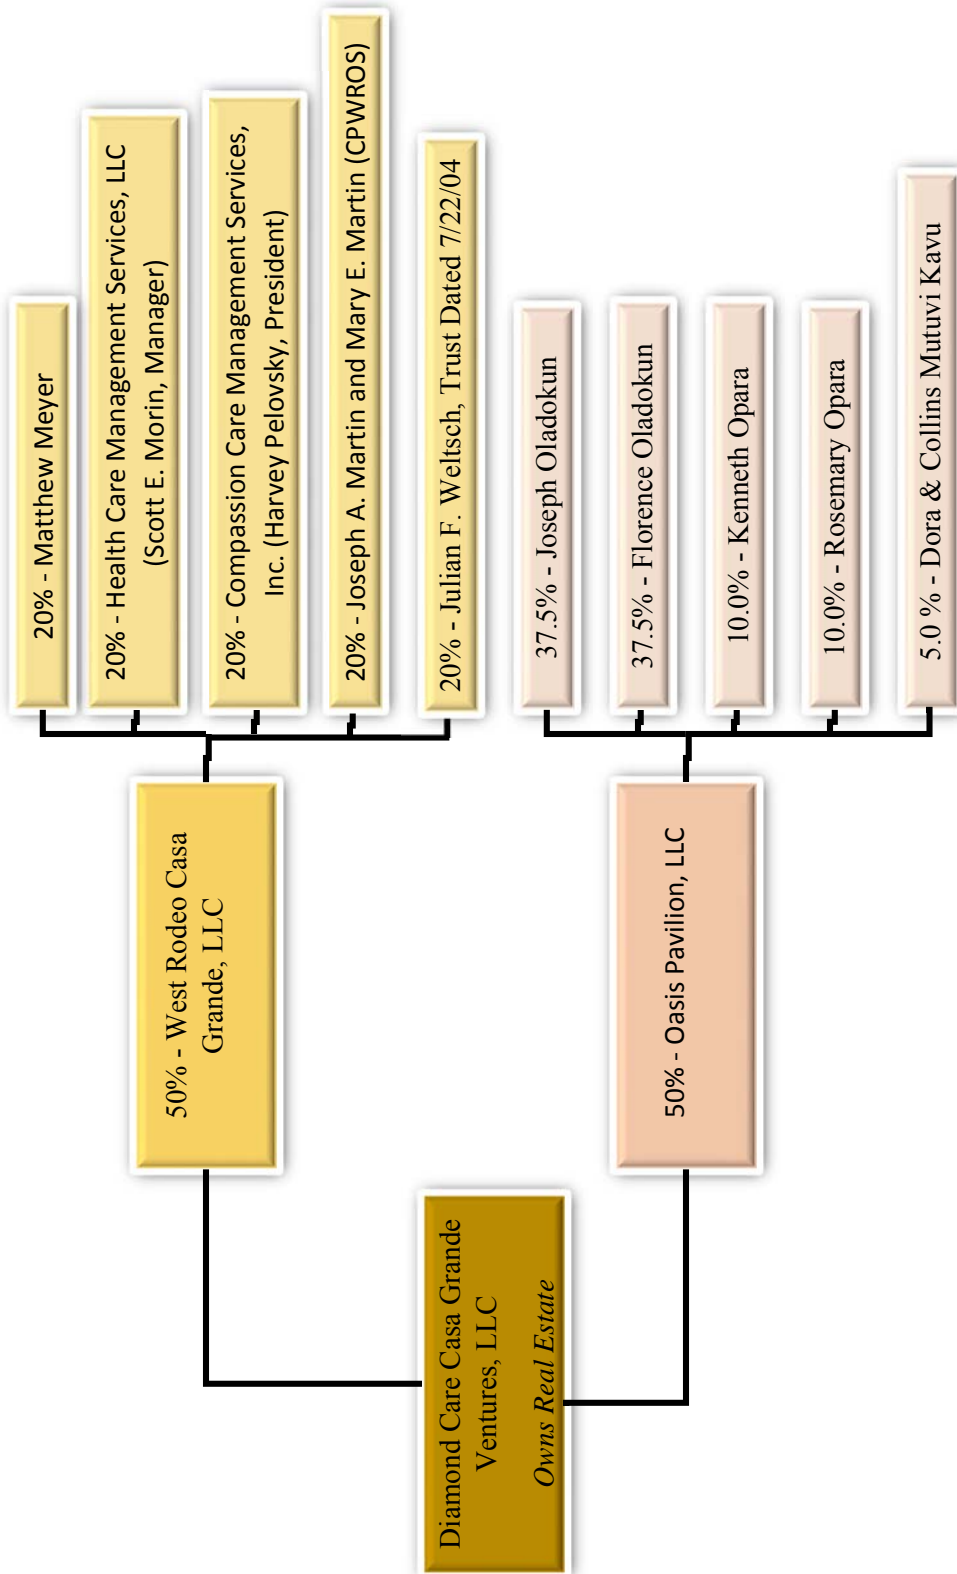 Diamond Care Casa Grande
Ventures, LLC
Owns Real Estate
50% - West Rodeo Casa
Grande, LLC
20% - Matthew Meyer
20% - Health Care Management Services, LLC
(Scott E. Morin, Manager)
20% - Compassion Care Management Services,
Inc. (Harvey Pelovsky, President)
20% - Joseph A. Martin and Mary E. Martin (CPWROS)
20% - Julian F. Weltsch, Trust Dated 7/22/04
50% - Oasis Pavilion, LLC
37.5% - Joseph Oladokun
37.5% - Florence Oladokun
10.0% - Kenneth Opara
10.0% - Rosemary Opara
5.0 % - Dora & Collins Mutuvi Kavu